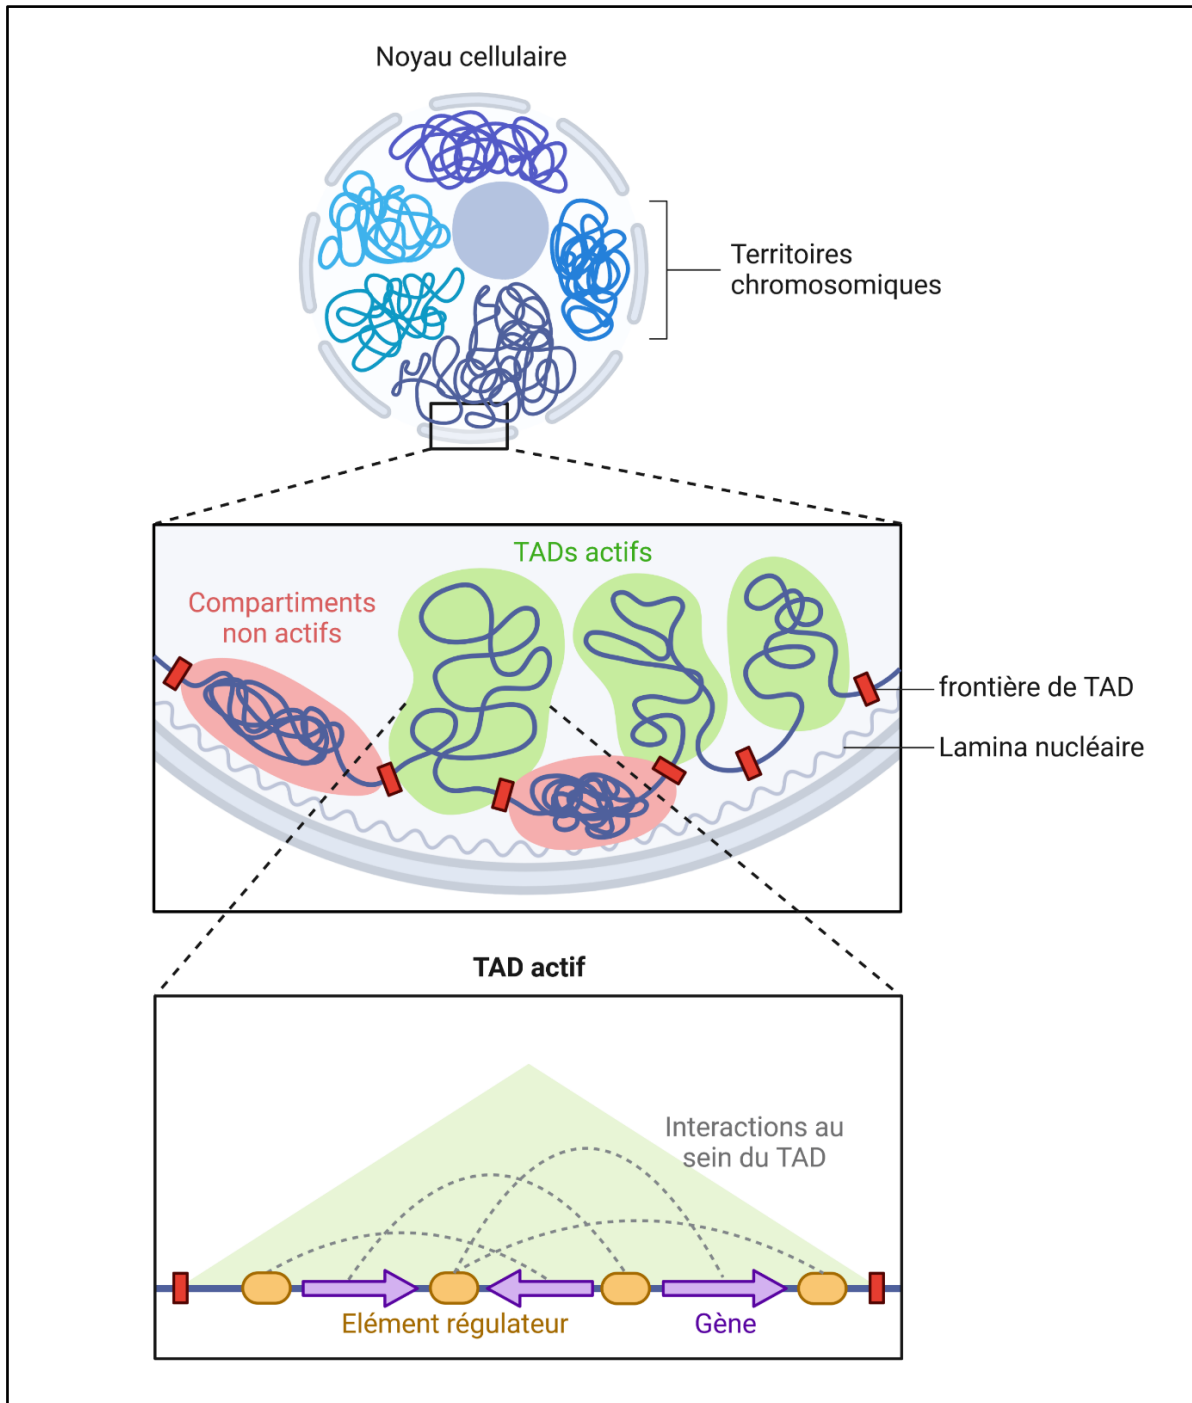 Noyau cellulaire
Territoires
chromosomiques
TADs actifs
Compartiments
non actifs
frontière de TAD
Lamina nucléaire
TAD actif
Interactions au
sein du TAD
Elément régulateur
Gène